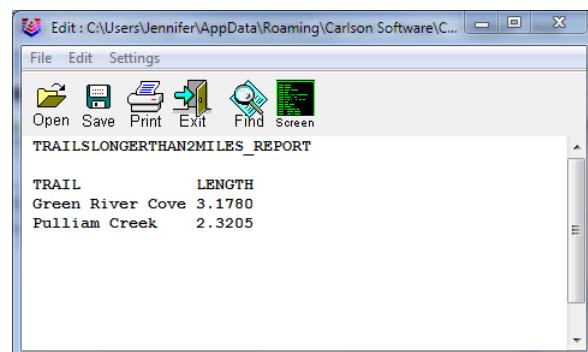 Edit : C:\Users\Jennifer\AppData\Roaming\Carlson Software\C...
File Edit Settings
Open Save Print Exit Find Screen
TRAILSLONGERTHAN2MILES_REPORT
TRAIL LENGTH
Green River Cove 3.1780
Pulliam Creek 2.3205